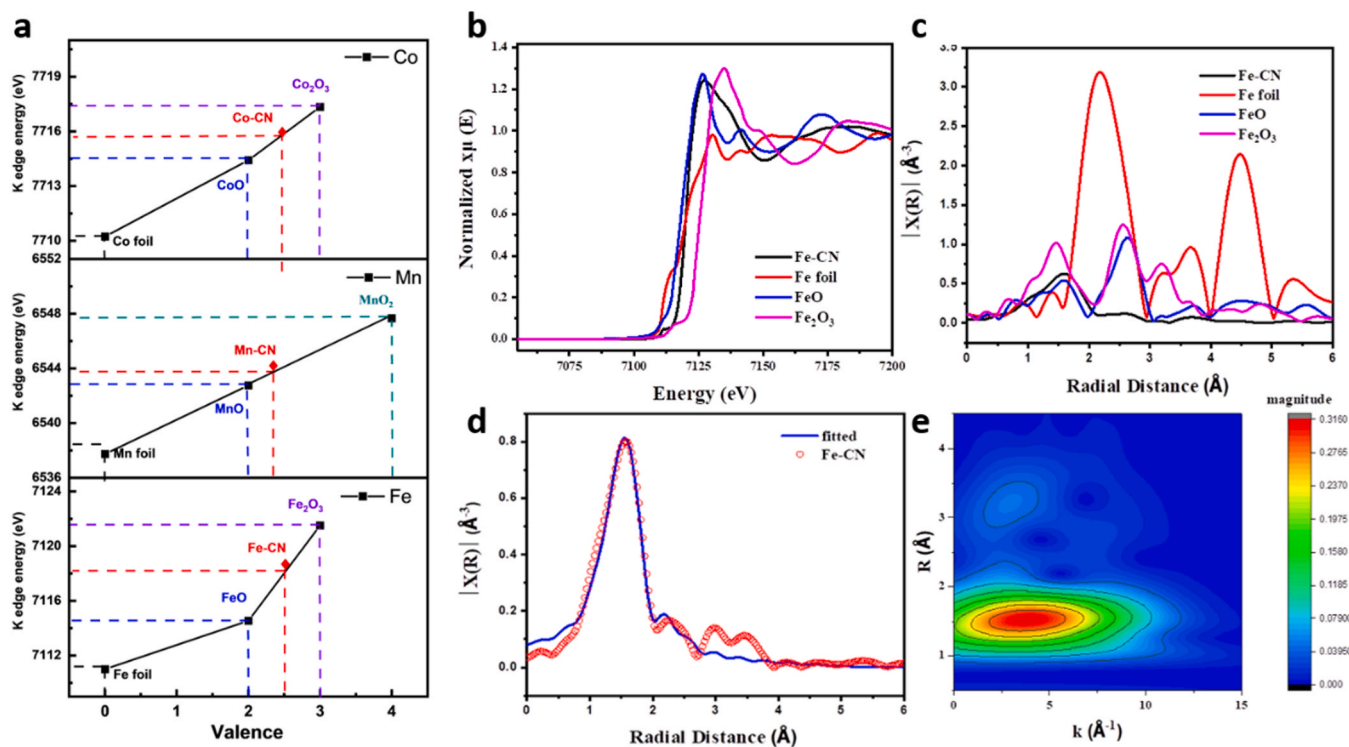 a
K edge energy (eV)
7719
7716
7713
7710
Co
Co₂O₃
Co-CN
CoO
Co foil
K edge energy (eV)
6552
6548
6544
6540
6536
Mn
MnO₂
Mn-CN
MnO
Mn foil
K edge energy (eV)
7124
7120
7116
7112
Fe
Fe₂O₃
Fe-CN
FeO
Fe foil
0 1 2 3 4
Valence
b
Normalized xμ (E)
1.4
1.2
1.0
0.8
0.6
0.4
0.2
0.0
Fe-CN
Fe foil
FeO
Fe₂O₃
7075 7100 7125 7150 7175 7200
Energy (eV)
c
|X(R)| (Å⁻³)
3.5
3.0
2.5
2.0
1.5
1.0
0.5
0.0
Fe-CN
Fe foil
FeO
Fe₂O₃
0 1 2 3 4 5 6
Radial Distance (Å)
d
|X(R)| (Å⁻³)
0.8
0.6
0.4
0.2
0.0
fitted
Fe-CN
0 1 2 3 4 5 6
Radial Distance (Å)
e
R (Å)
4
3
2
1
0 5 10 15
k (Å⁻¹)
magnitude
0.3160
0.2765
0.2370
0.1975
0.1580
0.1185
0.07900
0.03950
0.000